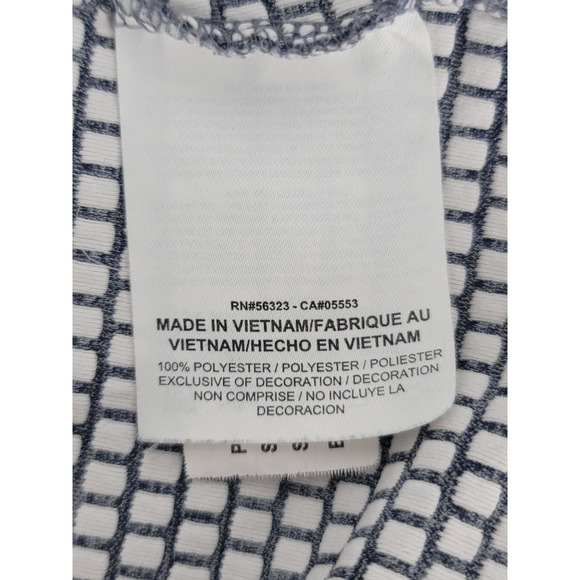 RN#56323 - CA#05553
MADE IN VIETNAM/FABRIQUE AU
VIETNAM/HECHO EN VIETNAM
100% POLYESTER / POLYESTER / POLIESTER
EXCLUSIVE OF DECORATION / DECORATION
NON COMPRISE / NO INCLUYE LA
DECORACION